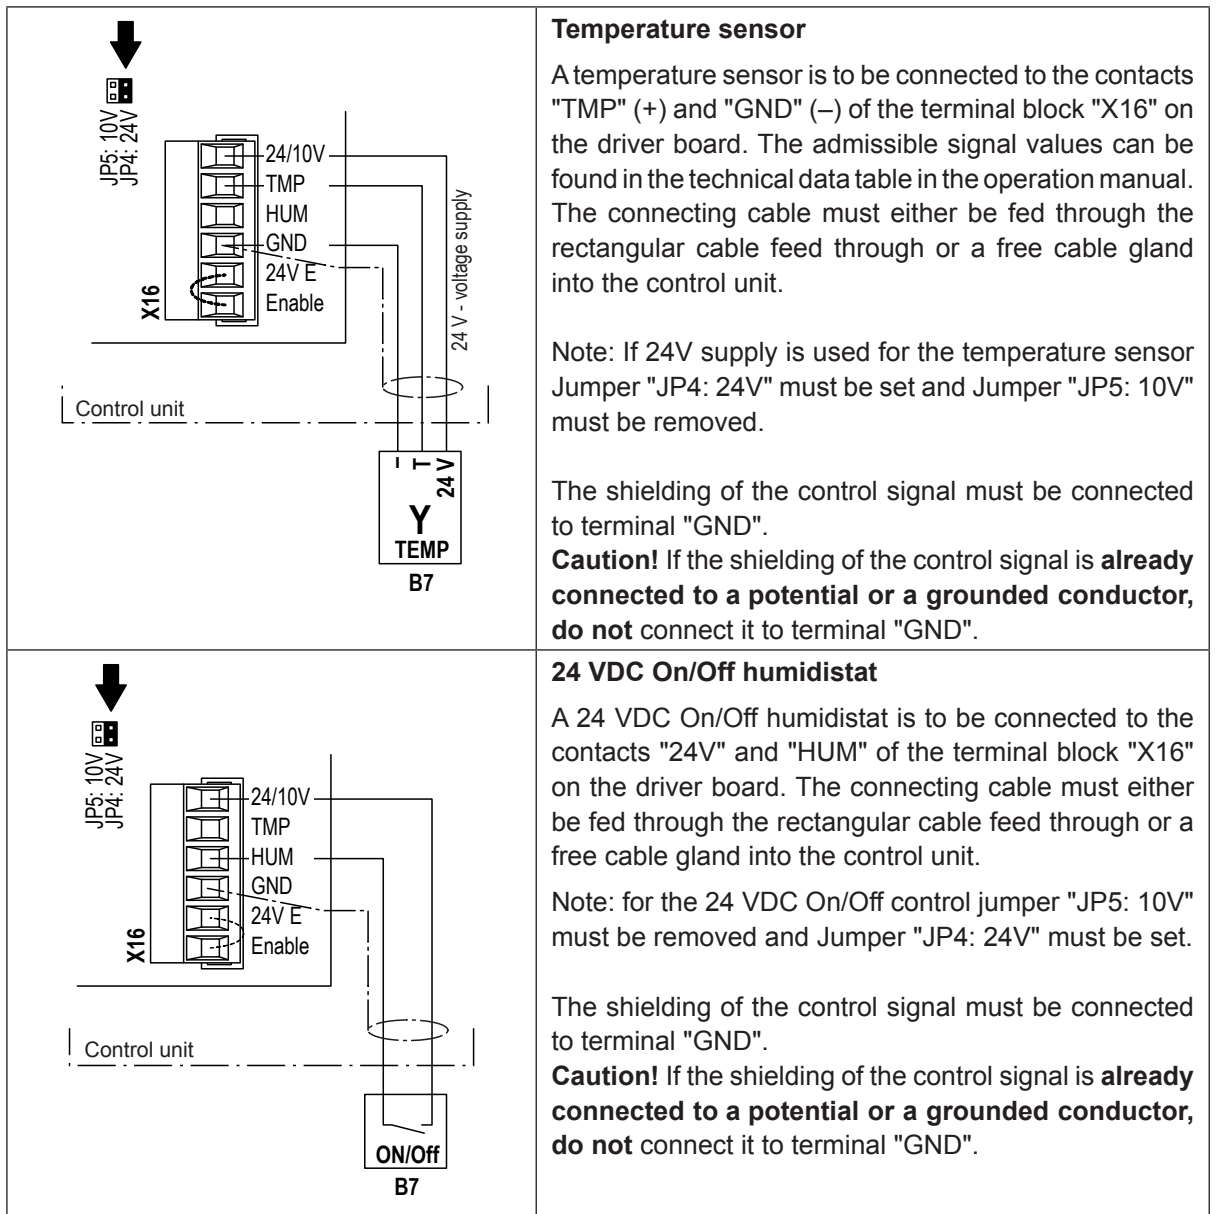 JP5: 10V
JP4: 24V
24/10V
TMP
HUM
GND
24V E
Enable
X16
24 V - voltage supply
Control unit
– T 24 V
Y
TEMP
B7
Temperature sensor
A temperature sensor is to be connected to the contacts
"TMP" (+) and "GND" (–) of the terminal block "X16" on
the driver board. The admissible signal values can be
found in the technical data table in the operation manual.
The connecting cable must either be fed through the
rectangular cable feed through or a free cable gland
into the control unit.
Note: If 24V supply is used for the temperature sensor
Jumper "JP4: 24V" must be set and Jumper "JP5: 10V"
must be removed.
The shielding of the control signal must be connected
to terminal "GND".
Caution! If the shielding of the control signal is already
connected to a potential or a grounded conductor,
do not connect it to terminal "GND".
JP5: 10V
JP4: 24V
24/10V
TMP
HUM
GND
24V E
Enable
X16
Control unit
ON/Off
B7
24 VDC On/Off humidistat
A 24 VDC On/Off humidistat is to be connected to the
contacts "24V" and "HUM" of the terminal block "X16"
on the driver board. The connecting cable must either
be fed through the rectangular cable feed through or a
free cable gland into the control unit.
Note: for the 24 VDC On/Off control jumper "JP5: 10V"
must be removed and Jumper "JP4: 24V" must be set.
The shielding of the control signal must be connected
to terminal "GND".
Caution! If the shielding of the control signal is already
connected to a potential or a grounded conductor,
do not connect it to terminal "GND".